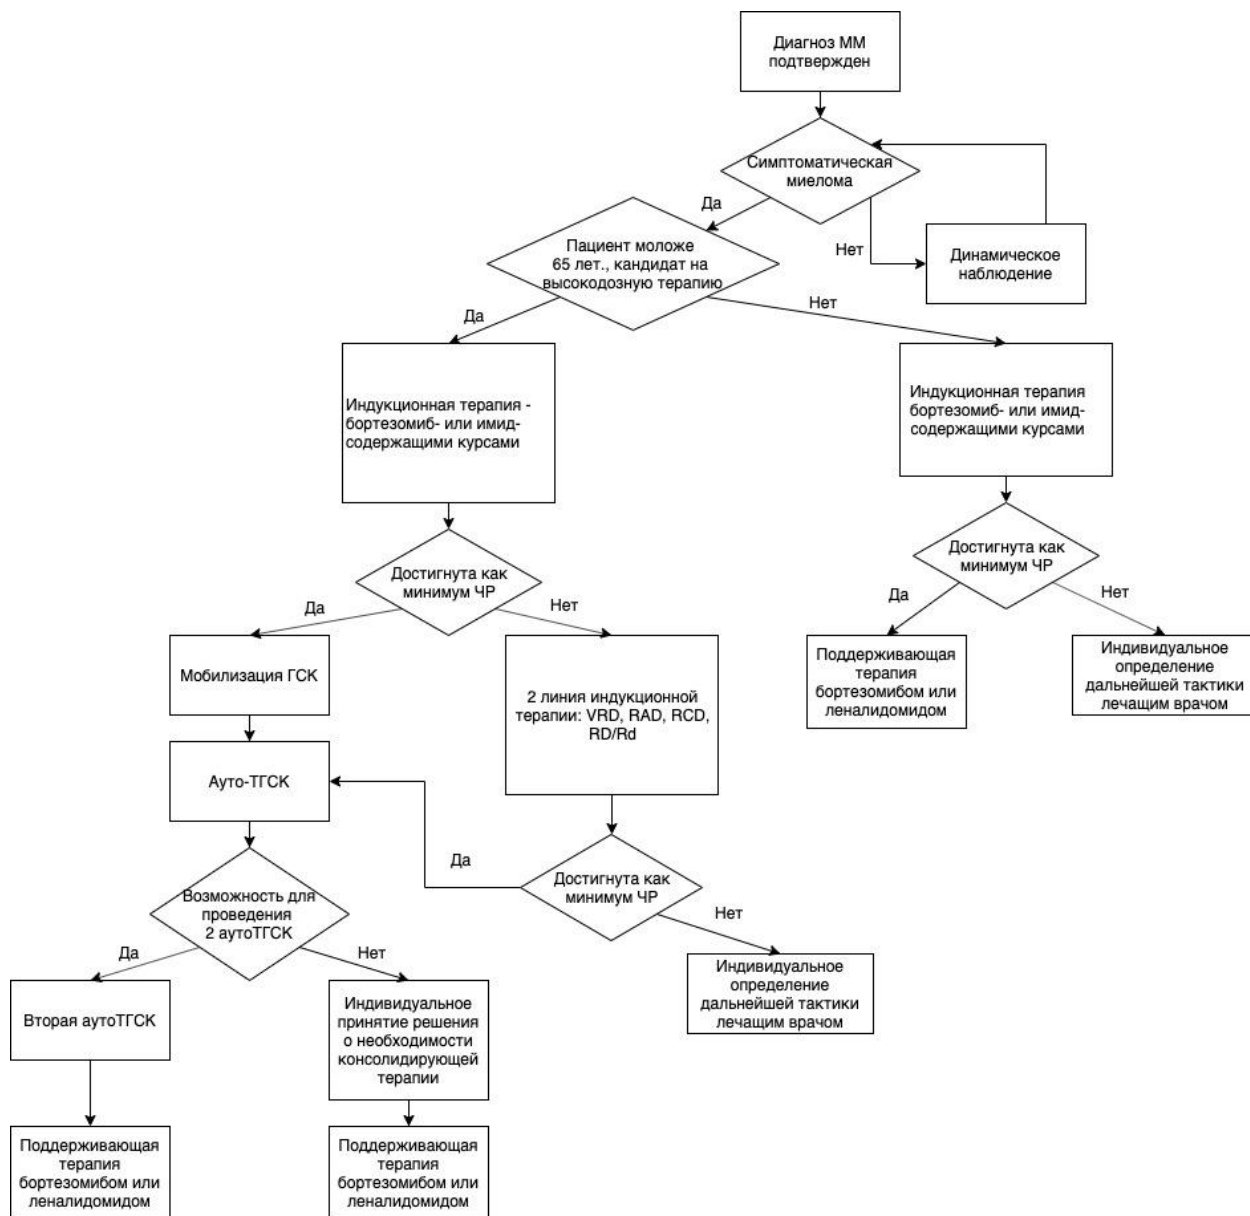 Диагноз ММ
подтвержден
Симптоматическая
миелома
Да
Нет
Динамическое
наблюдение
Пациент моложе
65 лет., кандидат на
высокодозную терапию
Да
Нет
Индукционная терапия -
бортезомиб- или имид-
содержащими курсами
Индукционная терапия
бортезомиб- или имид-
содержащими курсами
Достигнута как
минимум ЧР
Да
Нет
Достигнута как
минимум ЧР
Да
Нет
Мобилизация ГСК
2 линия индукционной
терапии: VRD, RAD, RCD,
RD/Rd
Поддерживающая
терапия
бортезомибом или
леналидомидом
Индивидуальное
определение
дальнейшей тактики
лечащим врачом
Ауто-ТГСК
Достигнута как
минимум ЧР
Да
Нет
Возможность для
проведения
2 аутоТГСК
Да
Нет
Индивидуальное
определение
дальнейшей тактики
лечащим врачом
Вторая аутоТГСК
Индивидуальное
принятие решения
о необходимости
консолидирующей
терапии
Поддерживающая
терапия
бортезомибом или
леналидомидом
Поддерживающая
терапия
бортезомибом или
леналидомидом